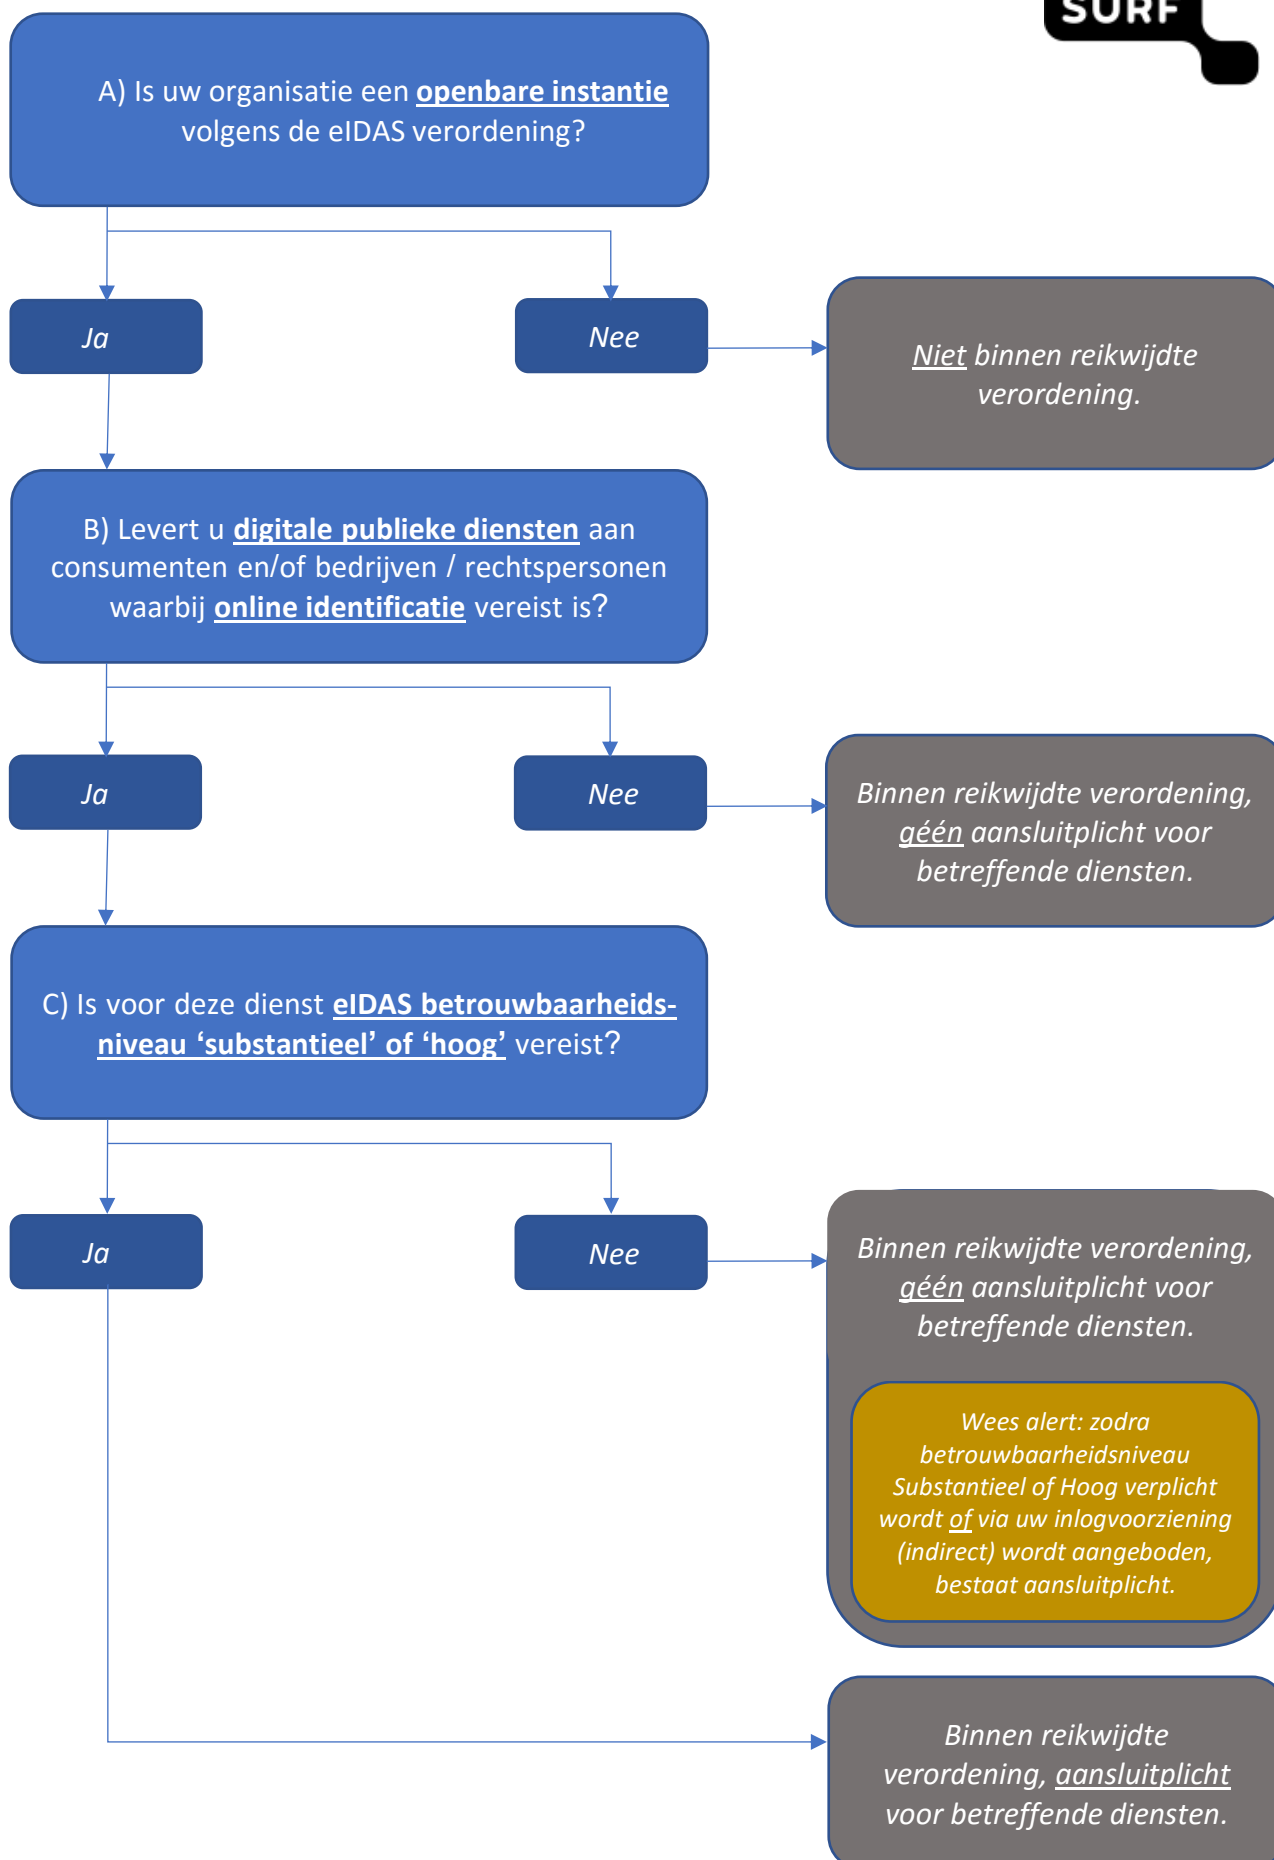 SURF
A) Is uw organisatie een openbare instantie
volgens de eIDAS verordening?
Ja
Nee
Niet binnen reikwijdte
verordening.
B) Levert u digitale publieke diensten aan
consumenten en/of bedrijven / rechtspersonen
waarbij online identificatie vereist is?
Ja
Nee
Binnen reikwijdte verordening,
géén aansluitplicht voor
betreffende diensten.
C) Is voor deze dienst eIDAS betrouwbaarheids-
niveau ‘substantieel’ of ‘hoog’ vereist?
Ja
Nee
Binnen reikwijdte verordening,
géén aansluitplicht voor
betreffende diensten.
Wees alert: zodra
betrouwbaarheidsniveau
Substantieel of Hoog verplicht
wordt of via uw inlogvoorziening
(indirect) wordt aangeboden,
bestaat aansluitplicht.
Binnen reikwijdte
verordening, aansluitplicht
voor betreffende diensten.